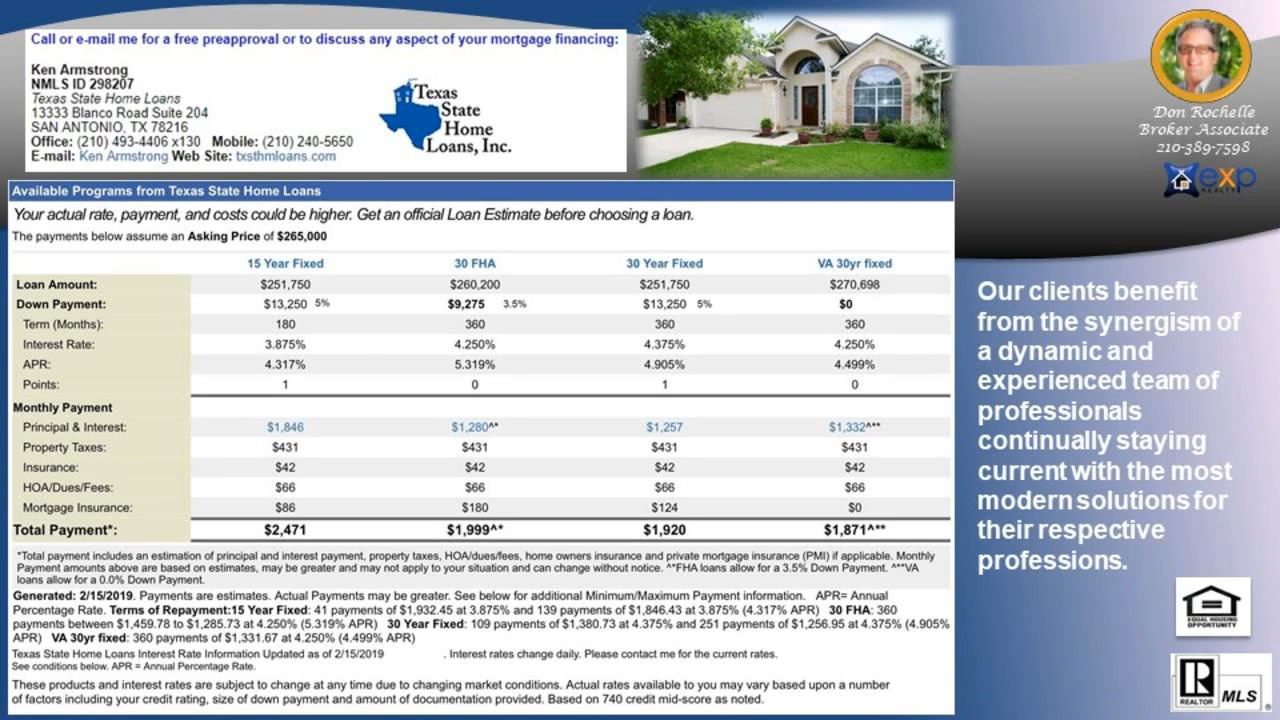 Call or e-mail me for a free preapproval or to discuss any aspect of your mortgage financing:
Ken Armstrong
NMLS ID 298207
Texas State Home Loans
13333 Blanco Road Suite 204
SAN ANTONIO, TX 78216
Office: (210) 493-4406 x130 Mobile: (210) 240-5650
E-mail: Ken Armstrong Web Site: txsthmloans.com
Texas
State
Home
Loans, Inc.
Don Rochelle
Broker Associate
210-389-7598
exp
REALTY
Available Programs from Texas State Home Loans
Your actual rate, payment, and costs could be higher. Get an official Loan Estimate before choosing a loan.
The payments below assume an Asking Price of $265,000
15 Year Fixed 30 FHA 30 Year Fixed VA 30yr fixed
Loan Amount: $251,750 $260,200 $251,750 $270,698
Down Payment: $13,250 5% $9,275 3.5% $13,250 5% $0
Term (Months): 180 360 360 360
Interest Rate: 3.875% 4.250% 4.375% 4.250%
APR: 4.317% 5.319% 4.905% 4.499%
Points: 1 0 1 0
Monthly Payment
Principal & Interest: $1,846 $1,280^* $1,257 $1,332^**
Property Taxes: $431 $431 $431 $431
Insurance: $42 $42 $42 $42
HOA/Dues/Fees: $66 $66 $66 $66
Mortgage Insurance: $86 $180 $124 $0
Total Payment*: $2,471 $1,999^* $1,920 $1,871^**
*Total payment includes an estimation of principal and interest payment, property taxes, HOA/dues/fees, home owners insurance and private mortgage insurance (PMI) if applicable. Monthly
Payment amounts above are based on estimates, may be greater and may not apply to your situation and can change without notice. ^*FHA loans allow for a 3.5% Down Payment. ^**VA
loans allow for a 0.0% Down Payment.
Generated: 2/15/2019. Payments are estimates. Actual Payments may be greater. See below for additional Minimum/Maximum Payment information. APR= Annual
Percentage Rate. Terms of Repayment:15 Year Fixed: 41 payments of $1,932.45 at 3.875% and 139 payments of $1,846.43 at 3.875% (4.317% APR) 30 FHA: 360
payments between $1,459.78 to $1,285.73 at 4.250% (5.319% APR) 30 Year Fixed: 109 payments of $1,380.73 at 4.375% and 251 payments of $1,256.95 at 4.375% (4.905%
APR) VA 30yr fixed: 360 payments of $1,331.67 at 4.250% (4.499% APR)
Texas State Home Loans Interest Rate Information Updated as of 2/15/2019 . Interest rates change daily. Please contact me for the current rates.
See conditions below. APR = Annual Percentage Rate.
These products and interest rates are subject to change at any time due to changing market conditions. Actual rates available to you may vary based upon a number
of factors including your credit rating, size of down payment and amount of documentation provided. Based on 740 credit mid-score as noted.
Our clients benefit
from the synergism of
a dynamic and
experienced team of
professionals
continually staying
current with the most
modern solutions for
their respective
professions.
EQUAL HOUSING
OPPORTUNITY
R
REALTOR MLS ®